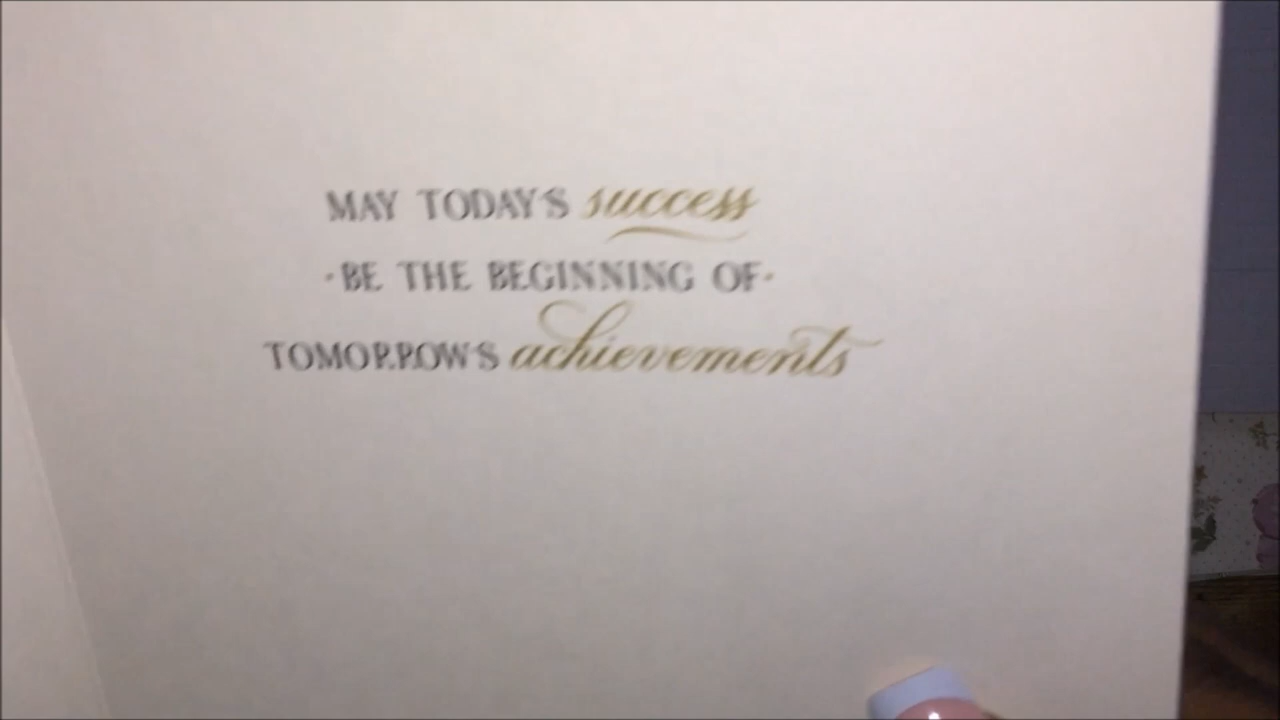 MAY TODAY'S success
·BE THE BEGINNING OF·
TOMORROW'S achievements